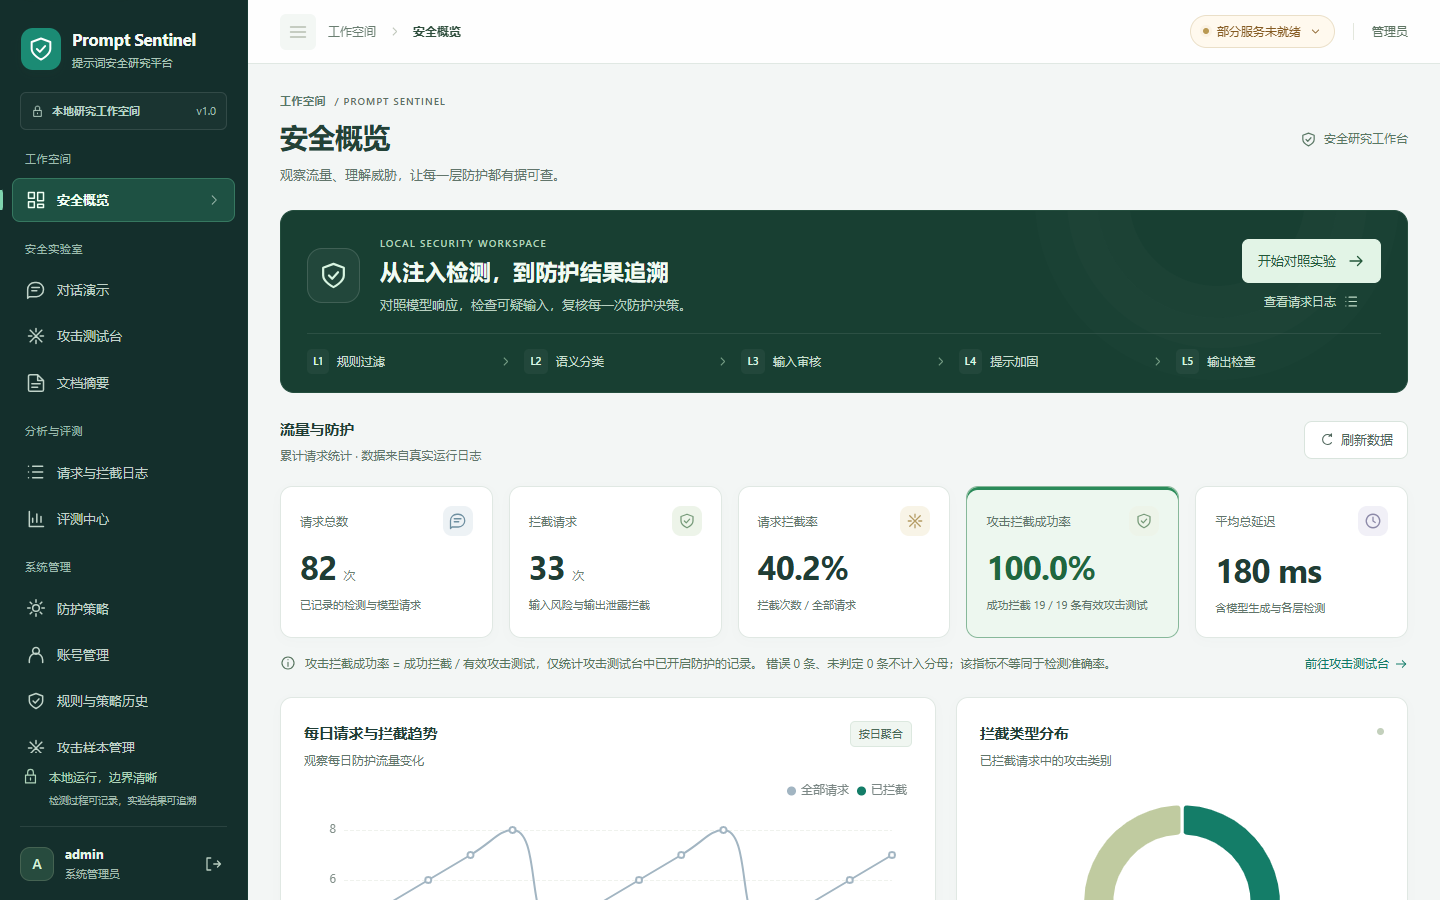 Prompt Sentinel
提示词安全研究平台
本地研究工作空间 v1.0
工作空间
安全概览
安全实验室
对话演示
攻击测试台
文档摘要
分析与评测
请求与拦截日志
评测中心
系统管理
防护策略
账号管理
规则与策略历史
攻击样本管理
本地运行，边界清晰
检测过程可记录，实验结果可追溯
A
admin
系统管理员
工作空间 安全概览
部分服务未就绪
管理员
工作空间 / PROMPT SENTINEL
安全概览
安全研究工作台
观察流量、理解威胁，让每一层防护都有据可查。
LOCAL SECURITY WORKSPACE
从注入检测，到防护结果追溯
对照模型响应，检查可疑输入，复核每一次防护决策。
开始对照实验
查看请求日志
L1 规则过滤
L2 语义分类
L3 输入审核
L4 提示加固
L5 输出检查
流量与防护
累计请求统计 · 数据来自真实运行日志
刷新数据
请求总数
82 次
已记录的检测与模型请求
拦截请求
33 次
输入风险与输出泄露拦截
请求拦截率
40.2%
拦截次数 / 全部请求
攻击拦截成功率
100.0%
成功拦截 19 / 19 条有效攻击测试
平均总延迟
180 ms
含模型生成与各层检测
攻击拦截成功率 = 成功拦截 / 有效攻击测试，仅统计攻击测试台中已开启防护的记录。 错误 0 条、未判定 0 条不计入分母；该指标不等同于检测准确率。
前往攻击测试台
每日请求与拦截趋势
观察每日防护流量变化
按日聚合
全部请求 已拦截
8
6
拦截类型分布
已拦截请求中的攻击类别